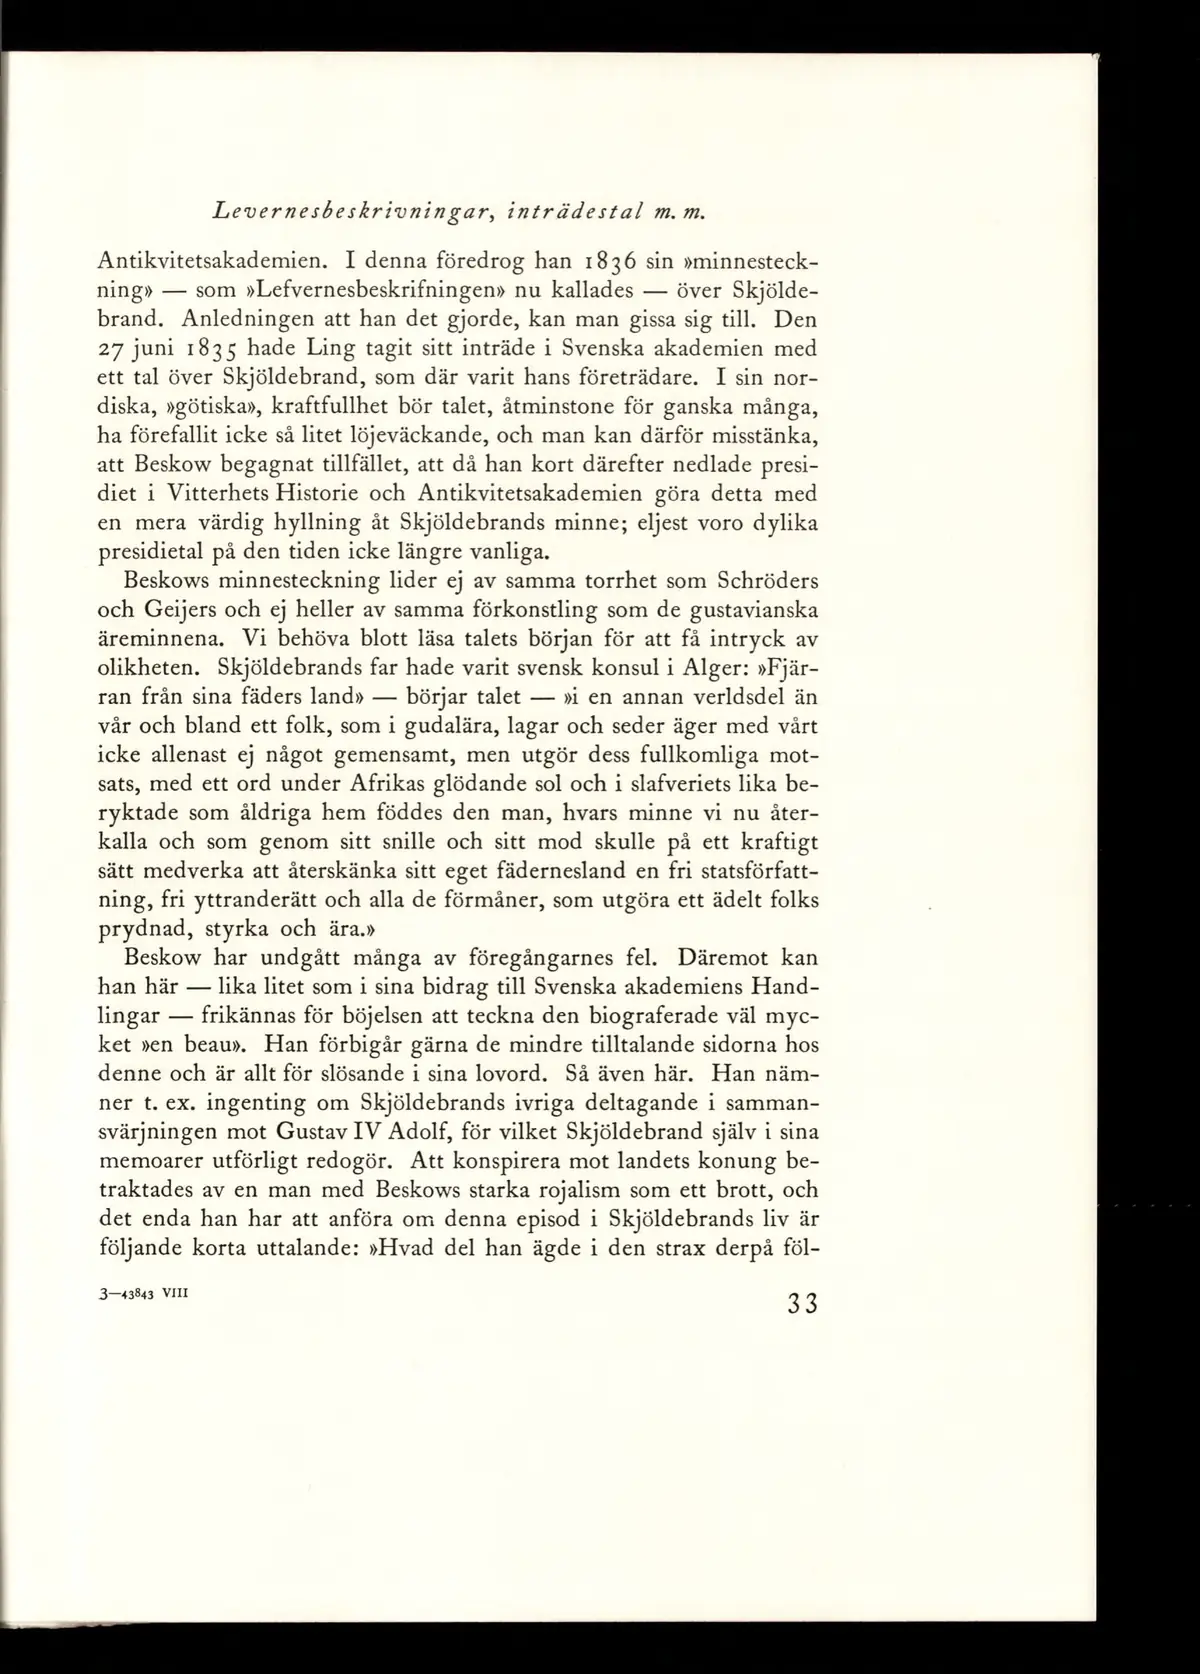 Levernesbeskrivningar, inträdestal m. m.
Antikvitetsakademien. I denna föredrog han 1836 sin »minnesteck-
ning» — som »Lefvernesbeskrifningen» nu kallades — över Skjölde-
brand. Anledningen att han det gjorde, kan man gissa sig till. Den
27 juni 1835 hade Ling tagit sitt inträde i Svenska akademien med
ett tal över Skjöldebrand, som där varit hans företrädare. I sin nor-
diska, »götiska», kraftfullhet bör talet, åtminstone för ganska många,
ha förefallit icke så litet löjeväckande, och man kan därför misstänka,
att Beskow begagnat tillfället, att då han kort därefter nedlade presi-
diet i Vitterhets Historie och Antikvitetsakademien göra detta med
en mera värdig hyllning åt Skjöldebrands minne; eljest voro dylika
presidietal på den tiden icke längre vanliga.
Beskows minnesteckning lider ej av samma torrhet som Schröders
och Geijers och ej heller av samma förkonstling som de gustavianska
äreminnena. Vi behöva blott läsa talets början för att få intryck av
olikheten. Skjöldebrands far hade varit svensk konsul i Alger: »Fjär-
ran från sina fäders land» — börjar talet — »i en annan verldsdel än
vår och bland ett folk, som i gudalära, lagar och seder äger med vårt
icke allenast ej något gemensamt, men utgör dess fullkomliga mot-
sats, med ett ord under Afrikas glödande sol och i slafveriets lika be-
ryktade som åldriga hem föddes den man, hvars minne vi nu åter-
kalla och som genom sitt snille och sitt mod skulle på ett kraftigt
sätt medverka att återskänka sitt eget fädernesland en fri statsförfatt-
ning, fri yttranderätt och alla de förmåner, som utgöra ett ädelt folks
prydnad, styrka och ära.»
Beskow har undgått många av föregångarnes fel. Däremot kan
han här — lika litet som i sina bidrag till Svenska akademiens Hand-
lingar — frikännas för böjelsen att teckna den biograferade väl myc-
ket »en beau». Han förbigår gärna de mindre tilltalande sidorna hos
denne och är allt för slösande i sina lovord. Så även här. Han näm-
ner t. ex. ingenting om Skjöldebrands ivriga deltagande i samman-
svärjningen mot Gustav IV Adolf, för vilket Skjöldebrand själv i sina
memoarer utförligt redogör. Att konspirera mot landets konung be-
traktades av en man med Beskows starka rojalism som ett brott, och
det enda han har att anföra om denna episod i Skjöldebrands liv är
följande korta uttalande: »Hvad del han ägde i den strax derpå föl-
3—43843 VIII
33